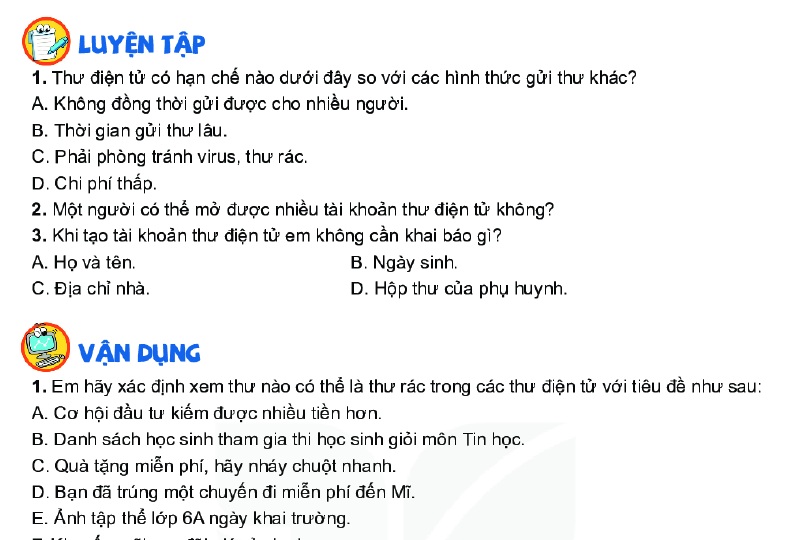 LUYỆN TẬP
1. Thư điện tử có hạn chế nào dưới đây so với các hình thức gửi thư khác?
A. Không đồng thời gửi được cho nhiều người.
B. Thời gian gửi thư lâu.
C. Phải phòng tránh virus, thư rác.
D. Chi phí thấp.
2. Một người có thể mở được nhiều tài khoản thư điện tử không?
3. Khi tạo tài khoản thư điện tử em không cần khai báo gì?
A. Họ và tên. B. Ngày sinh.
C. Địa chỉ nhà. D. Hộp thư của phụ huynh.
VẬN DỤNG
1. Em hãy xác định xem thư nào có thể là thư rác trong các thư điện tử với tiêu đề như sau:
A. Cơ hội đầu tư kiếm được nhiều tiền hơn.
B. Danh sách học sinh tham gia thi học sinh giỏi môn Tin học.
C. Quà tặng miễn phí, hãy nháy chuột nhanh.
D. Bạn đã trúng một chuyến đi miễn phí đến Mĩ.
E. Ảnh tập thể lớp 6A ngày khai trường.